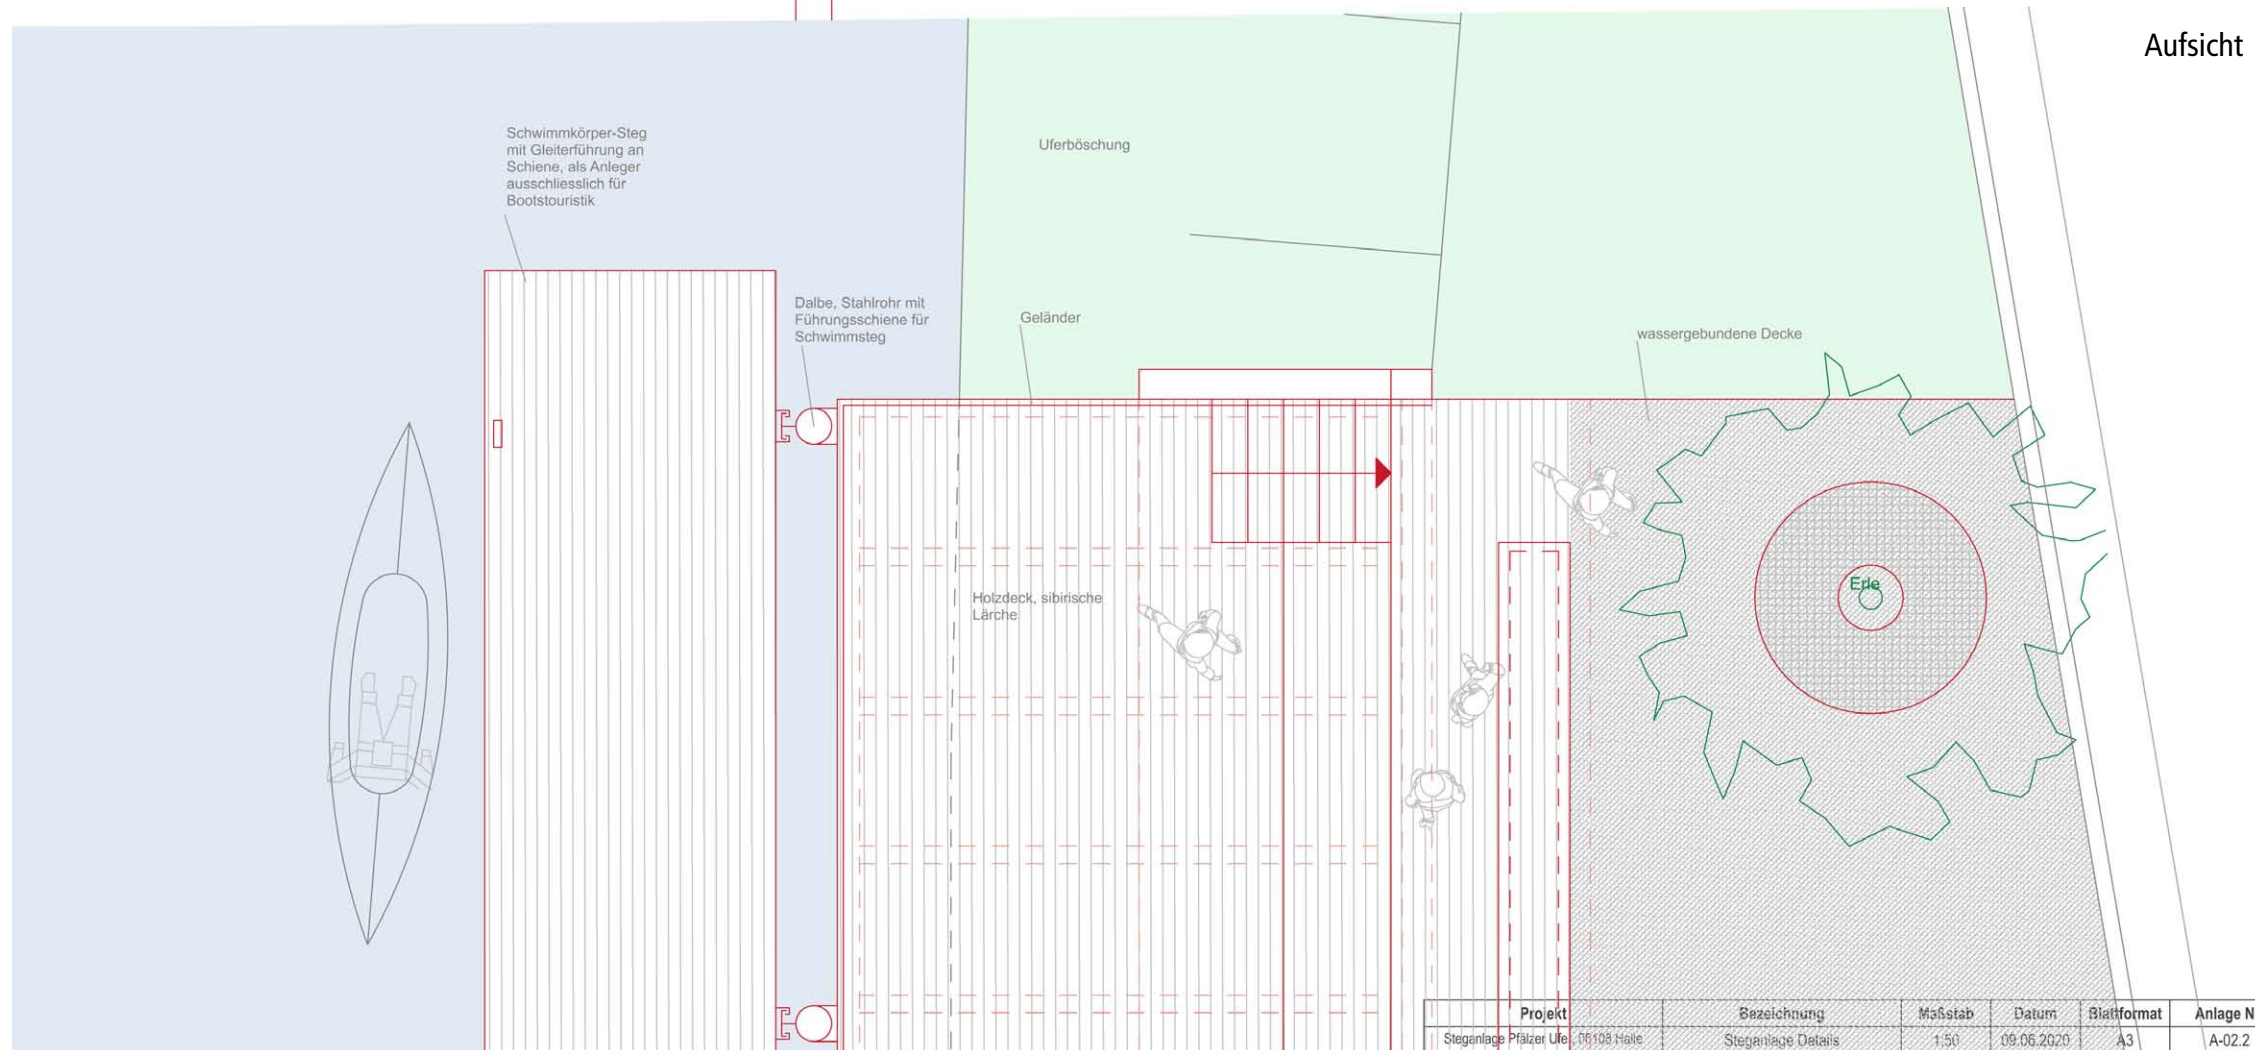 Aufsicht
Schwimmkörper-Steg
mit Gleiterführung an
Schiene, als Anleger
ausschliesslich für
Bootstouristik
Uferböschung
Dalbe, Stahlrohr mit
Führungsschiene für
Schwimmsteg
Geländer
wassergebundene Decke
Erle
Holzdeck, sibirische
Lärche
Projekt Bezeichnung Maßstab Datum Blattformat Anlage N
Steganlage Pfälzer Ufe , 06108 Halle Steganlage Details 1:50 09.06.2020 A3 A-02.2